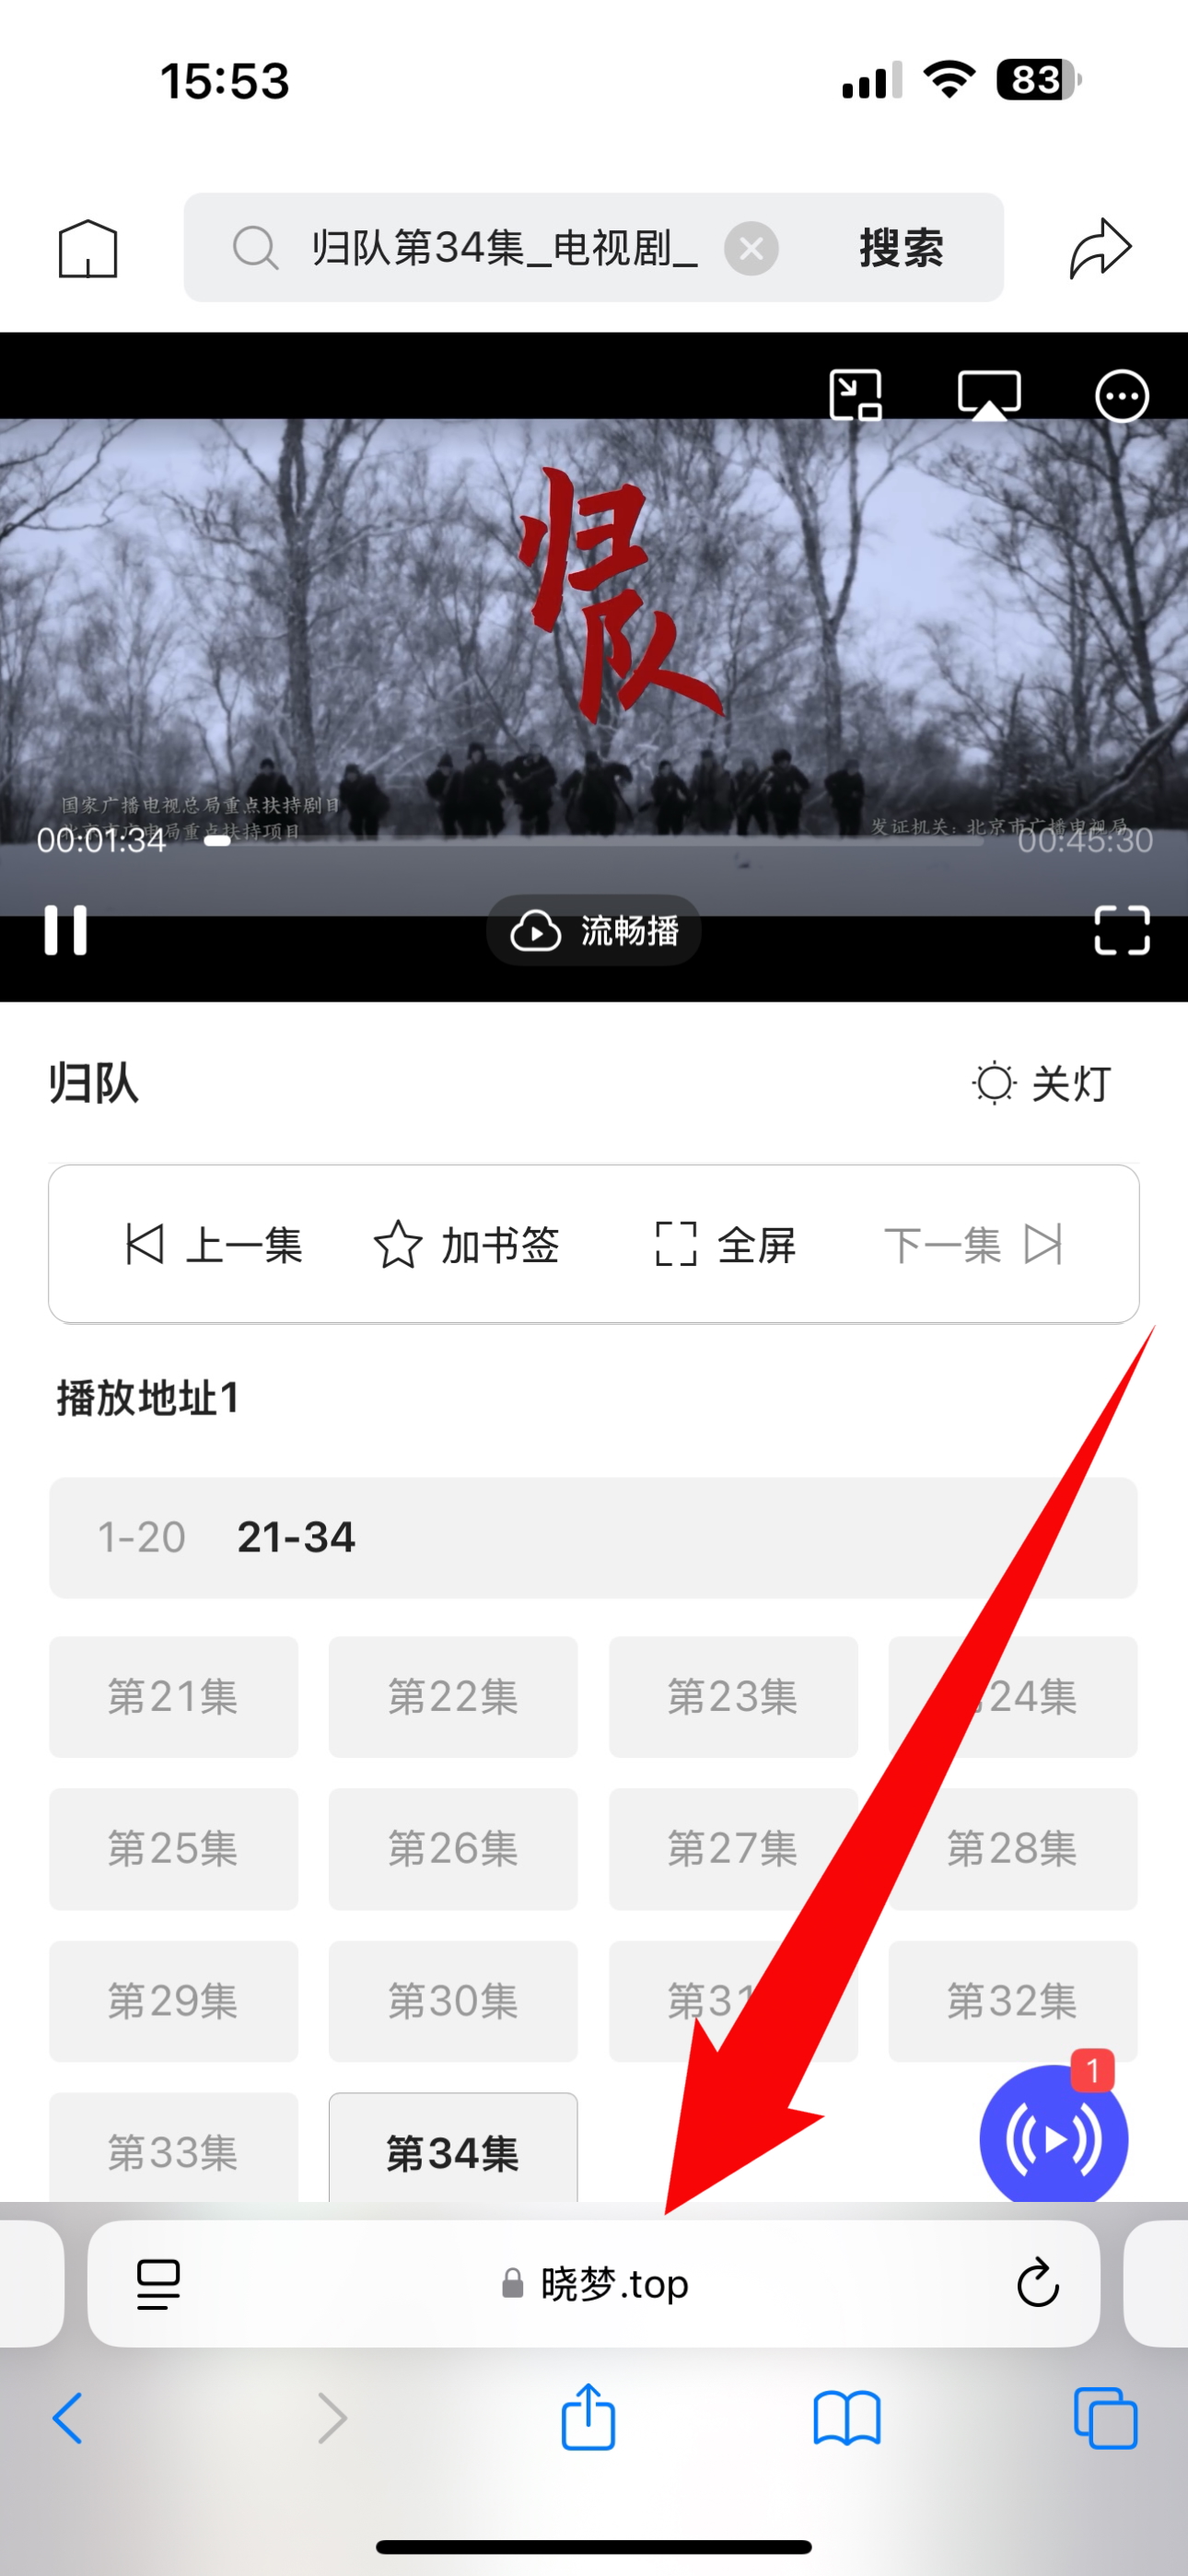 15:53
83
归队第34集_电视剧_
搜索
归队
国家广播电视总局重点扶持剧目
北京市广电局重点扶持项目
发证机关：北京市广播电视局
00:01:34
00:45:30
流畅播
归队
关灯
上一集
加书签
全屏
下一集
播放地址1
1-20 21-34
第21集 第22集 第23集 24集
第25集 第26集 第27集 第28集
第29集 第30集 第31 第32集
1
第33集 第34集
晓梦.top